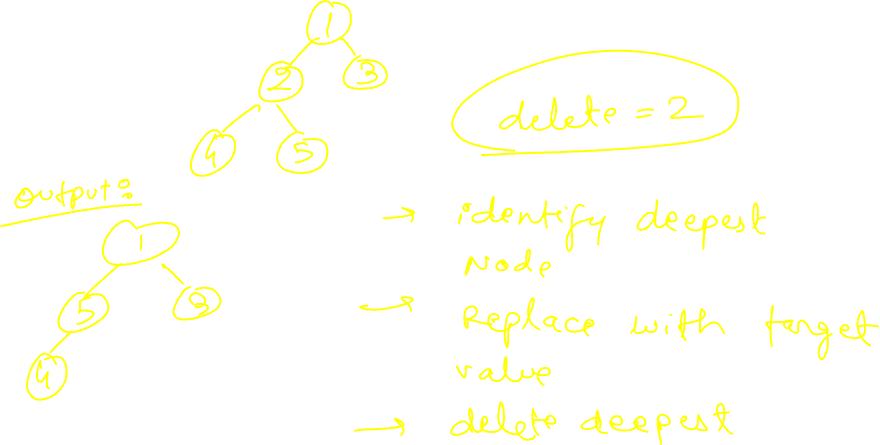 1
2 3
delete = 2
4 5
output:
1
→ identify deepest
Node
5 3
→ Replace with target
value
4
→ delete deepest